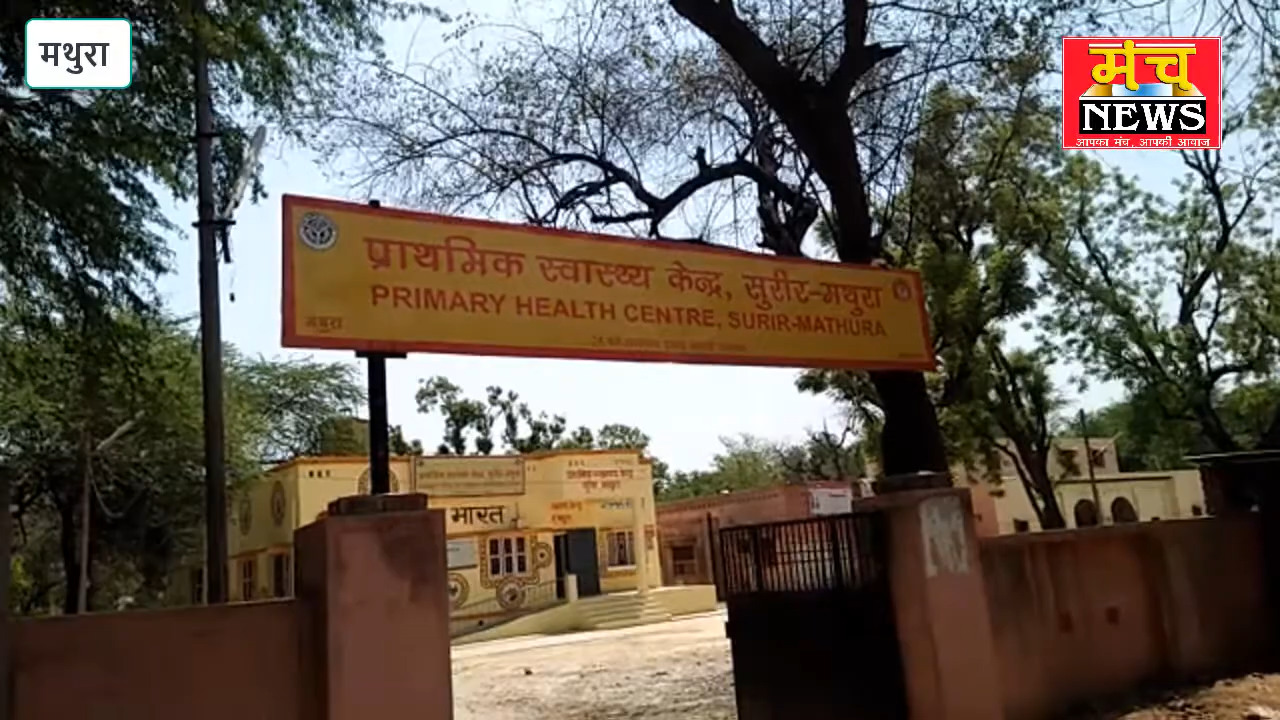 मथुरा
मंच
NEWS
आपका मंच, आपकी आवाज
प्राथमिक स्वास्थ्य केन्द्र, सुरीर-मथुरा
PRIMARY HEALTH CENTRE, SURIR-MATHURA
मथुरा
भारत